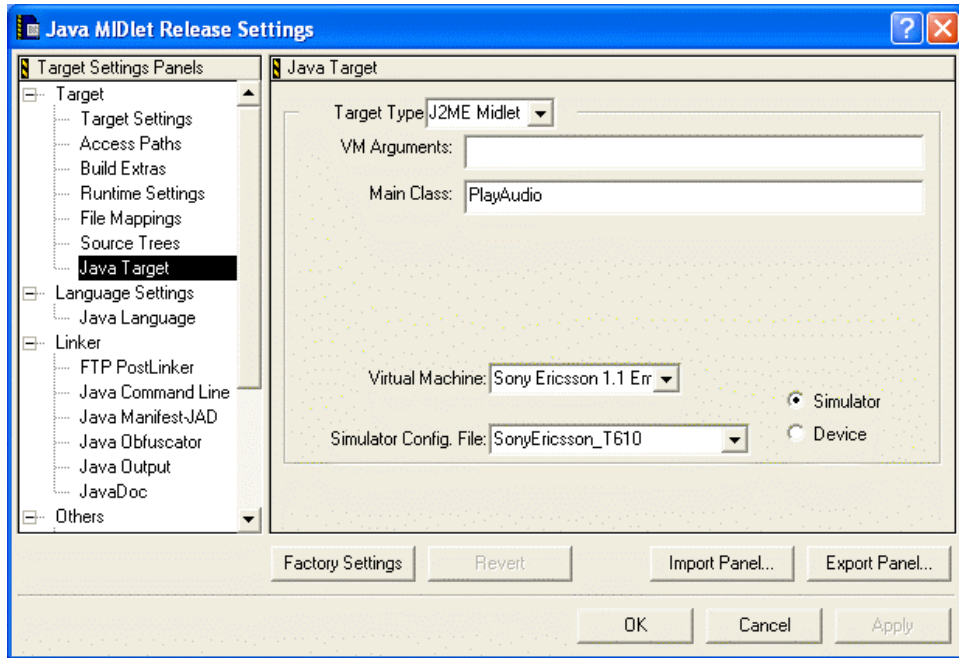 Java MIDlet Release Settings
Target Settings Panels
Target
Target Settings
Access Paths
Build Extras
Runtime Settings
File Mappings
Source Trees
Java Target
Language Settings
Java Language
Linker
FTP PostLinker
Java Command Line
Java Manifest-JAD
Java Obfuscator
Java Output
JavaDoc
Others
Java Target
Target Type J2ME Midlet
VM Arguments:
Main Class: PlayAudio
Virtual Machine: Sony Ericsson 1.1 Em
Simulator
Simulator Config. File: SonyEricsson_T610
Device
Factory Settings Revert Import Panel... Export Panel...
OK Cancel Apply